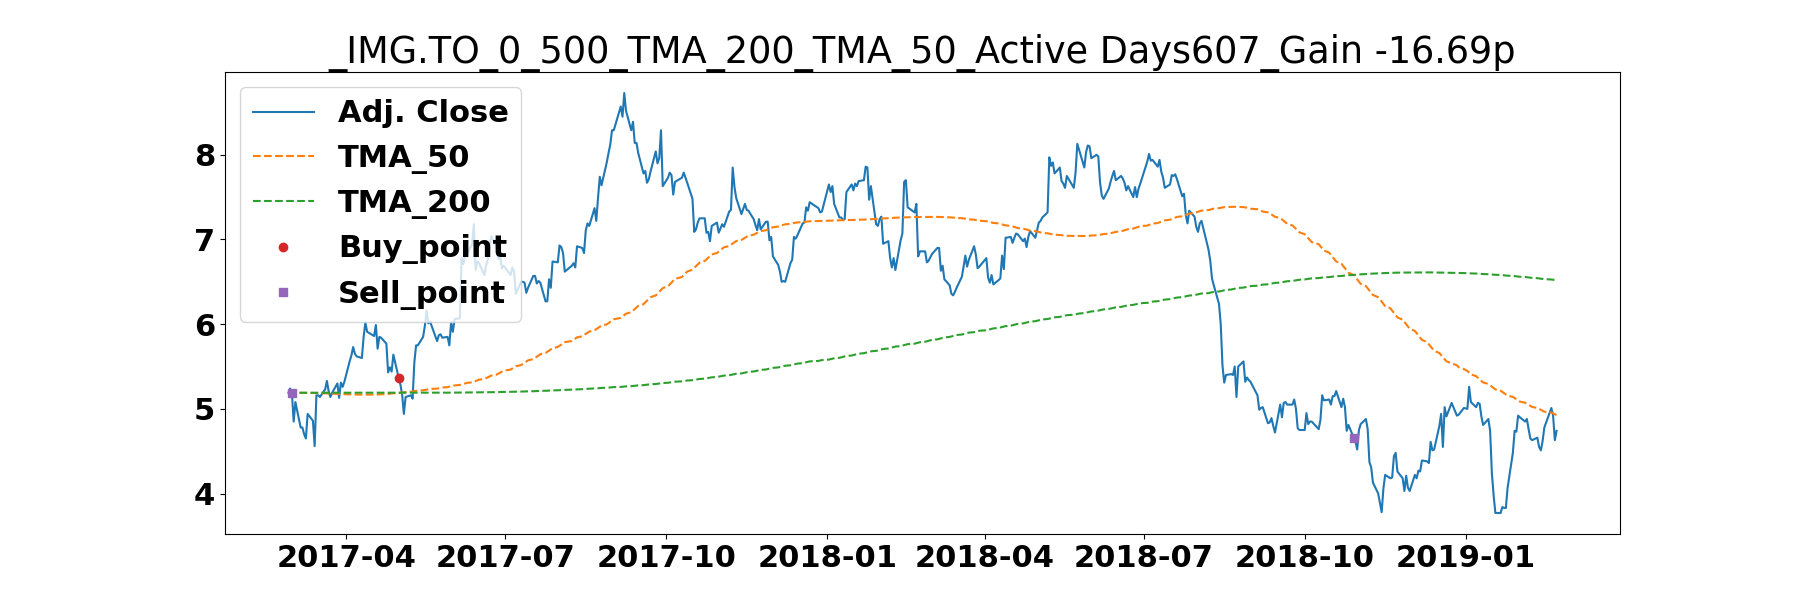 _IMG.TO_0_500_TMA_200_TMA_50_Active Days607_Gain -16.69p
Adj. Close
TMA_50
TMA_200
Buy_point
Sell_point
8
7
6
5
4
2017-04 2017-07 2017-10 2018-01 2018-04 2018-07 2018-10 2019-01